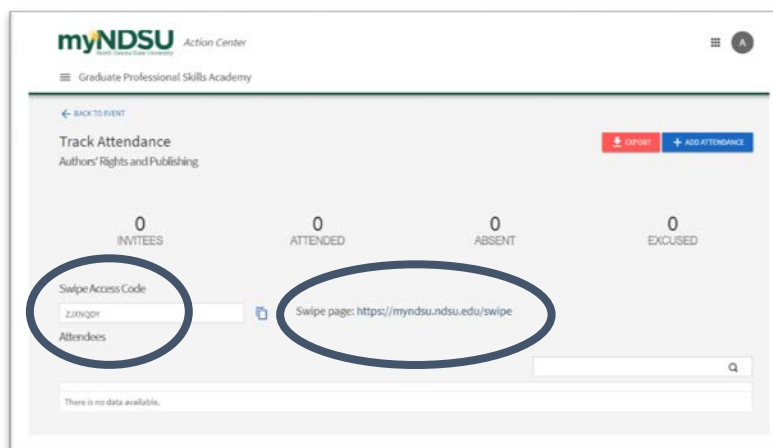 myNDSU Action Center
North Dakota State University
A
Graduate Professional Skills Academy
BACK TO EVENT
Track Attendance
Authors' Rights and Publishing
EXPORT
+ ADD ATTENDANCE
0 0 0 0
INVITEES ATTENDED ABSENT EXCUSED
Swipe Access Code
ZJXNQDY
Swipe page: https://myndsu.ndsu.edu/swipe
Attendees
There is no data available.